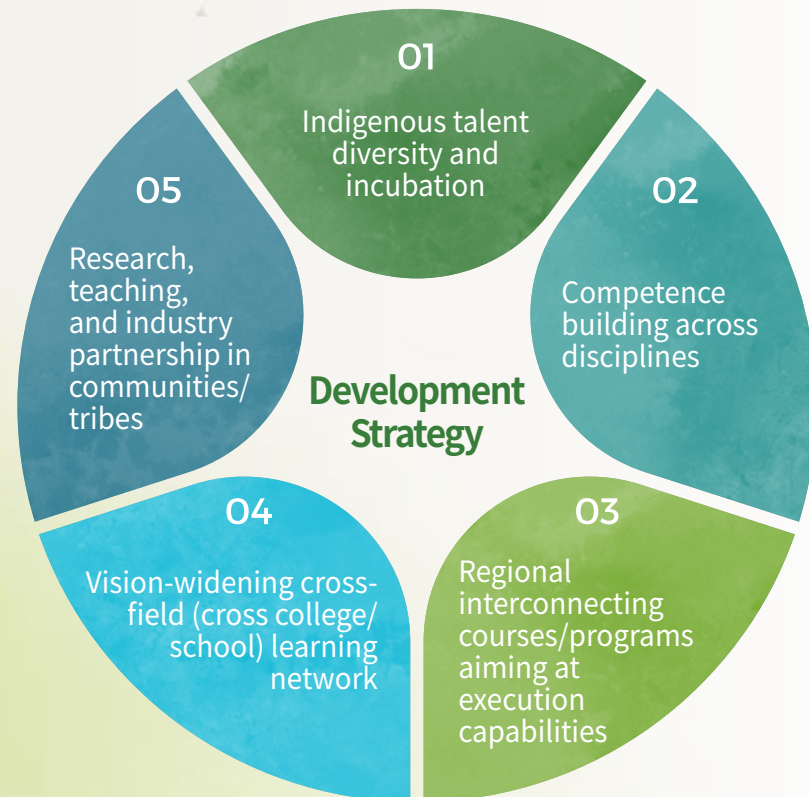 01
Indigenous talent
diversity and
incubation
02
Competence
building across
disciplines
03
Regional
interconnecting
courses/programs
aiming at
execution
capabilities
04
Vision-widening cross-
field (cross college/
school) learning
network
05
Research,
teaching,
and industry
partnership in
communities/
tribes
Development
Strategy